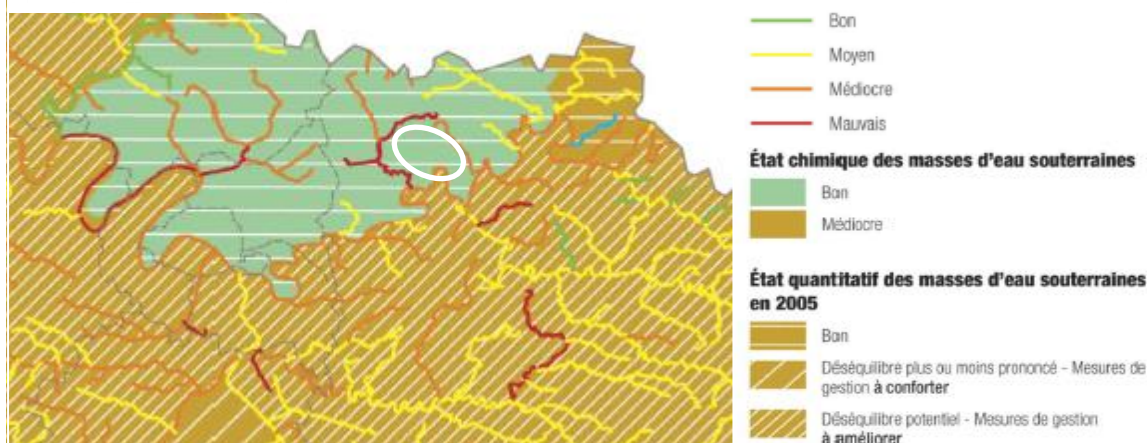 Bon
Moyen
Médiocre
Mauvais
État chimique des masses d'eau souterraines
Bon
Médiocre
État quantitatif des masses d'eau souterraines
en 2005
Bon
Déséquilibre plus ou moins prononcé - Mesures de
gestion à conforter
Déséquilibre potentiel - Mesures de gestion
à améliorer